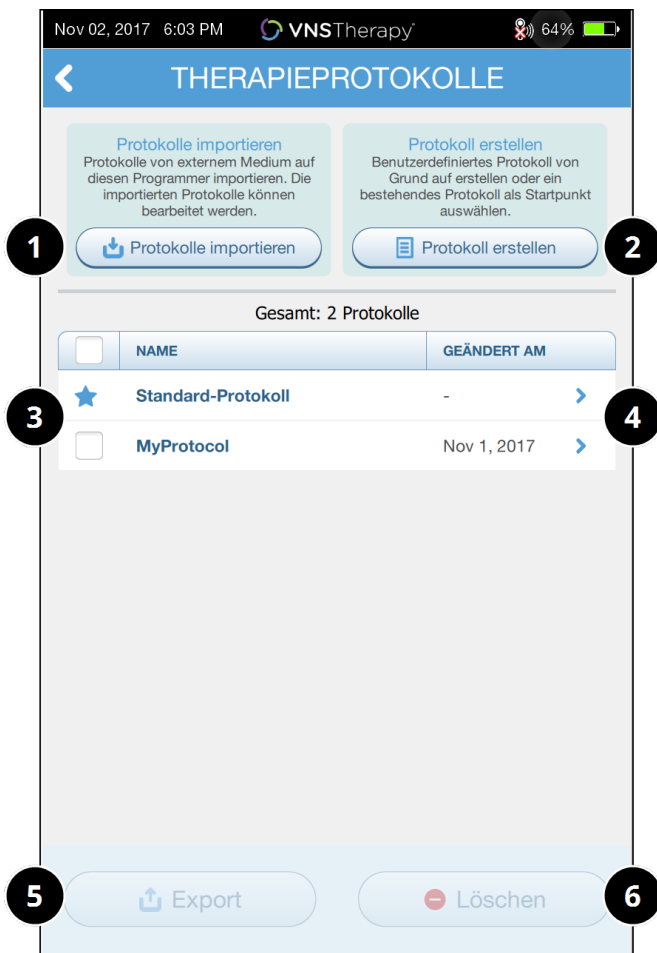 Nov 02, 2017 6:03 PM VNSTherapy 64%
THERAPIEPROTOKOLLE
Protokolle importieren
Protokolle von externem Medium auf
diesen Programmer importieren. Die
importierten Protokolle können
bearbeitet werden.
1 Protokolle importieren
Protokoll erstellen
Benutzerdefiniertes Protokoll von
Grund auf erstellen oder ein
bestehendes Protokoll als Startpunkt
auswählen.
Protokoll erstellen 2
Gesamt: 2 Protokolle
NAME GEÄNDERT AM
3 Standard-Protokoll - 4
MyProtocol Nov 1, 2017
5 Export Löschen 6